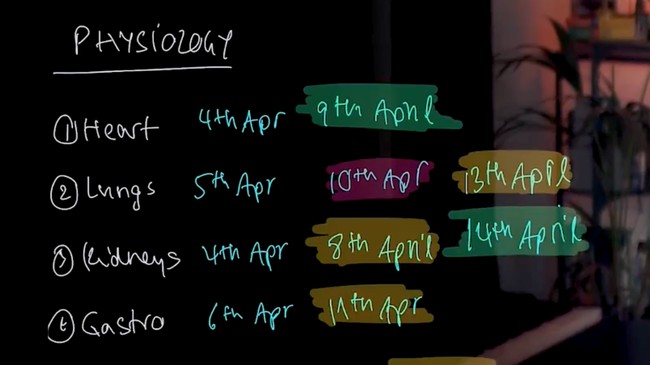 PHYSIOLOGY
① Heart 4th Apr 9th April
② Lungs 5th Apr 10th Apr 13th April
③ Kidneys 4th Apr 8th April 14th April
④ Gastro 6th Apr 11th Apr